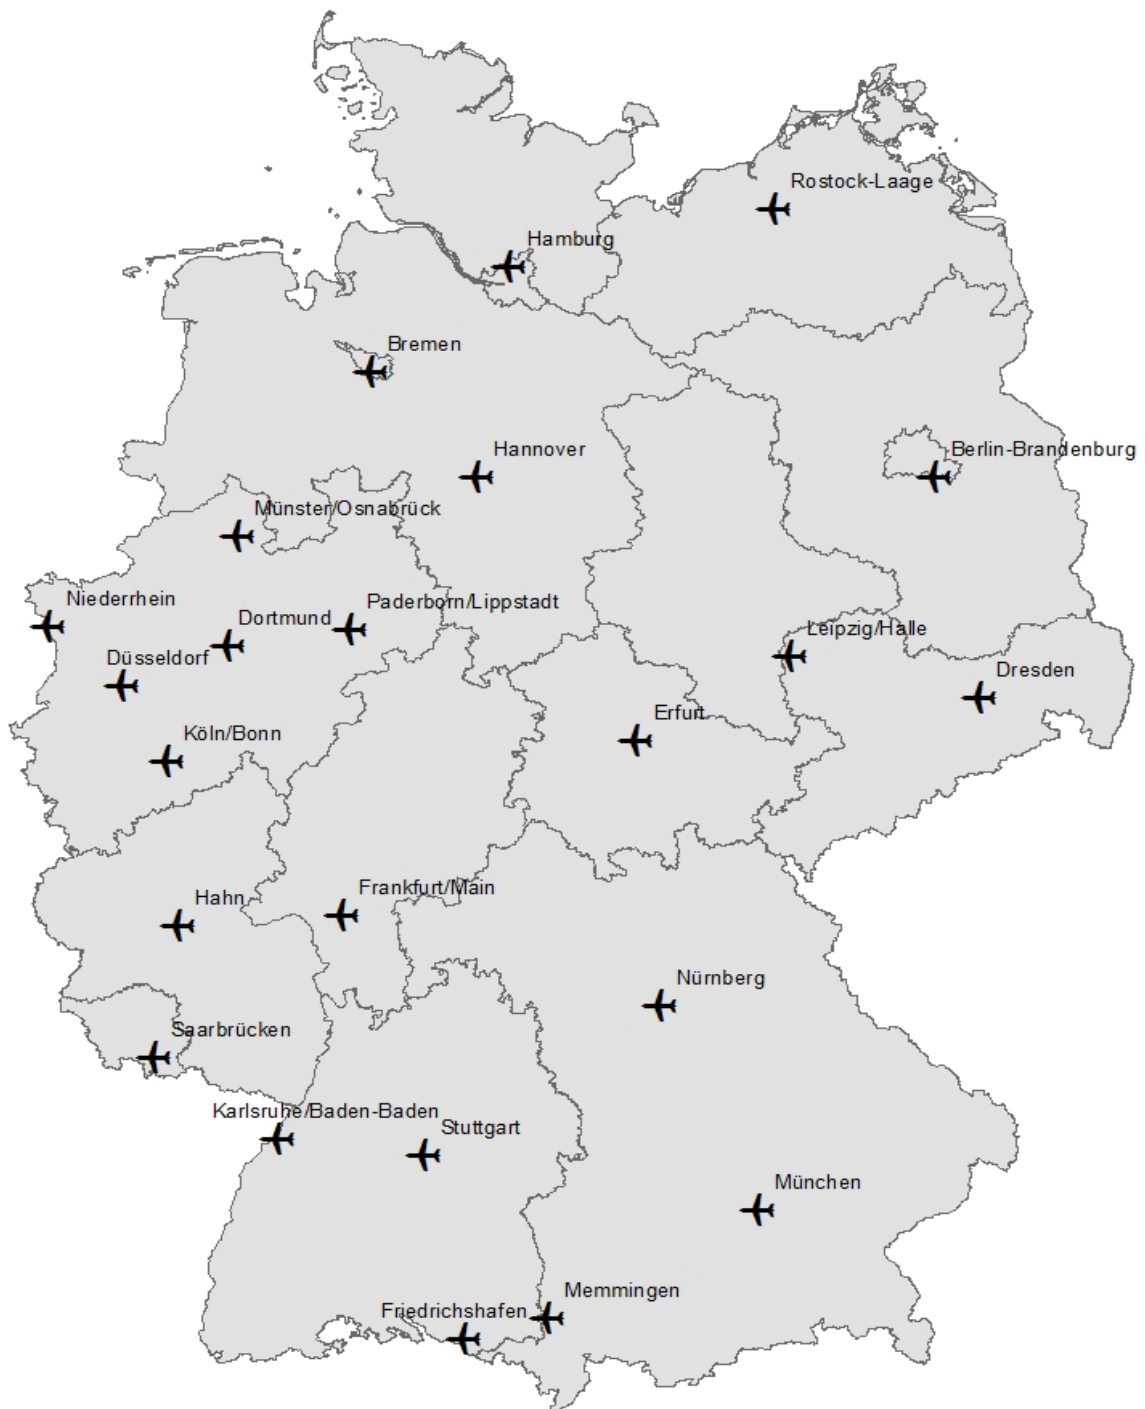 Rostock-Laage
Hamburg
Bremen
Hannover
Berlin-Brandenburg
Münster/Osnabrück
Niederrhein
Paderborn/Lippstadt
Dortmund
Leipzig/Halle
Düsseldorf
Dresden
Erfurt
Köln/Bonn
Frankfurt/Main
Hahn
Nürnberg
Saarbrücken
Karlsruhe/Baden-Baden
Stuttgart
München
Memmingen
Friedrichshafen